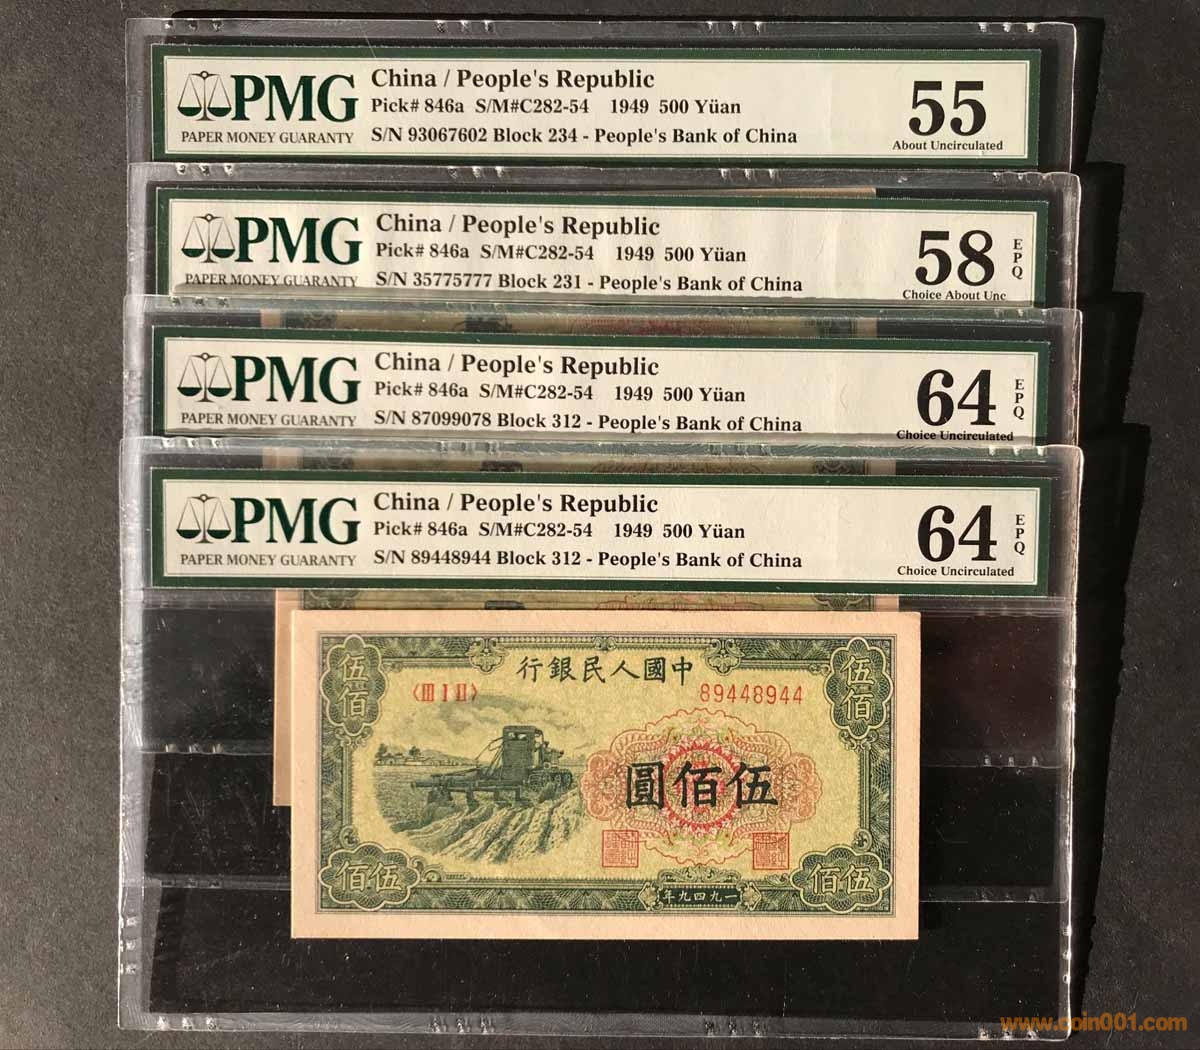 PMG
PAPER MONEY GUARANTY
China / People's Republic
Pick# 846a S/M#C282-54 1949 500 Yüan
S/N 93067602 Block 234 - People's Bank of China
55
About Uncirculated
PMG
PAPER MONEY GUARANTY
China / People's Republic
Pick# 846a S/M#C282-54 1949 500 Yüan
S/N 35775777 Block 231 - People's Bank of China
58
EPQ
Choice About Unc
PMG
PAPER MONEY GUARANTY
China / People's Republic
Pick# 846a S/M#C282-54 1949 500 Yüan
S/N 87099078 Block 312 - People's Bank of China
64
EPQ
Choice Uncirculated
PMG
PAPER MONEY GUARANTY
China / People's Republic
Pick# 846a S/M#C282-54 1949 500 Yüan
S/N 89448944 Block 312 - People's Bank of China
64
EPQ
Choice Uncirculated
伍佰
行銀民人國中
伍佰
〈III I II〉
89448944
圓佰伍
佰伍
年九四九一
佰伍
www.coin001.com